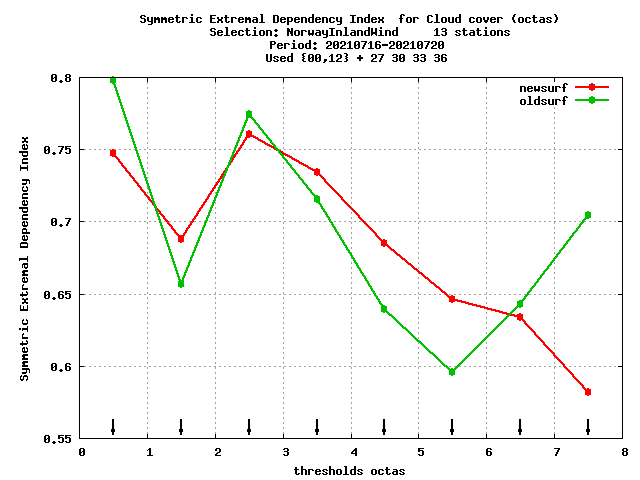 Symmetric Extremal Dependency Index  for Cloud cover (octas)
Selection: NorwayInlandWind     13 stations
Period: 20210716-20210720
Used {00,12} + 27 30 33 36
newsurf
oldsurf
Symmetric Extremal Dependency Index
0.8
0.75
0.7
0.65
0.6
0.55
0 1 2 3 4 5 6 7 8
thresholds octas